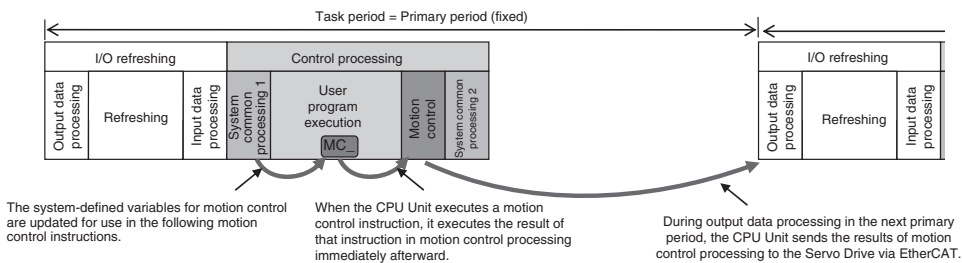 Task period = Primary period (fixed)
I/O refreshing
Control processing
I/O refreshing
Output data
processing
Refreshing
Input data
processing
System
common
processing 1
User
program
execution
MC_
Motion
control
System common
processing 2
Output data
processing
Refreshing
Input data
processing
The system-defined variables for motion control
are updated for use in the following motion
control instructions.
When the CPU Unit executes a motion
control instruction, it executes the result of
that instruction in motion control processing
immediately afterward.
During output data processing in the next primary
period, the CPU Unit sends the results of motion
control processing to the Servo Drive via EtherCAT.